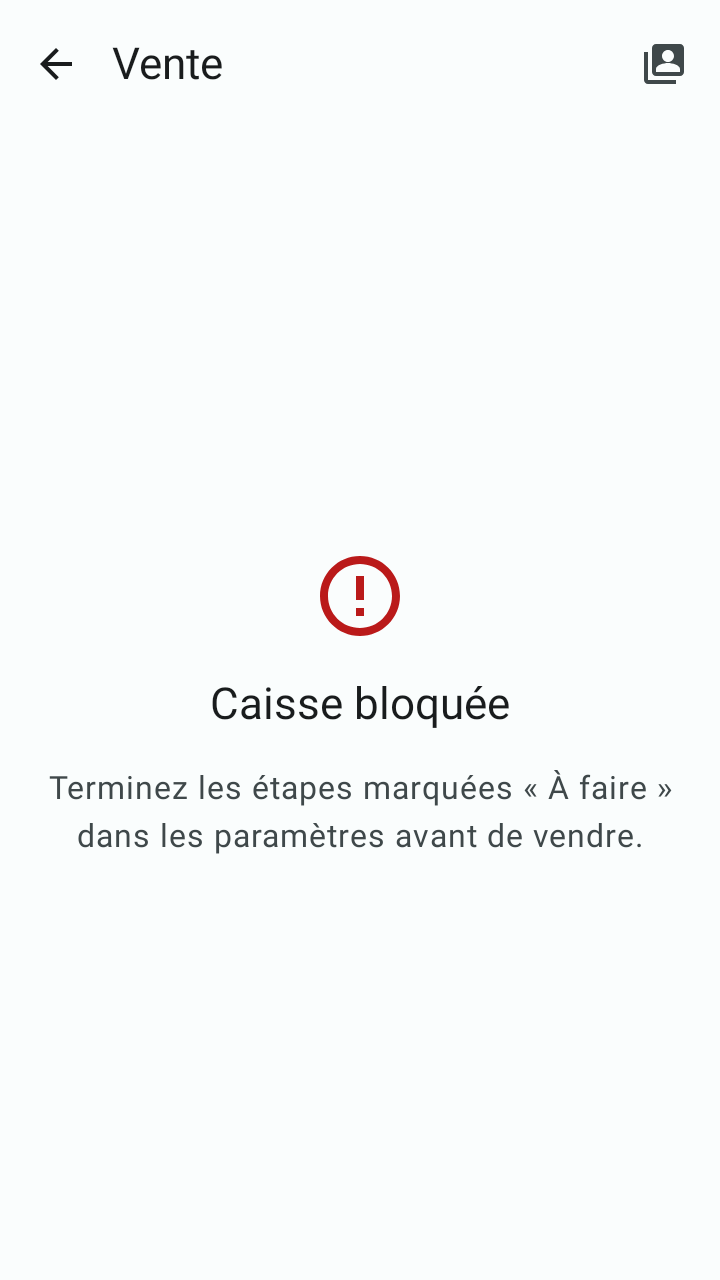 Vente
Caisse bloquée
Terminez les étapes marquées « À faire »
dans les paramètres avant de vendre.